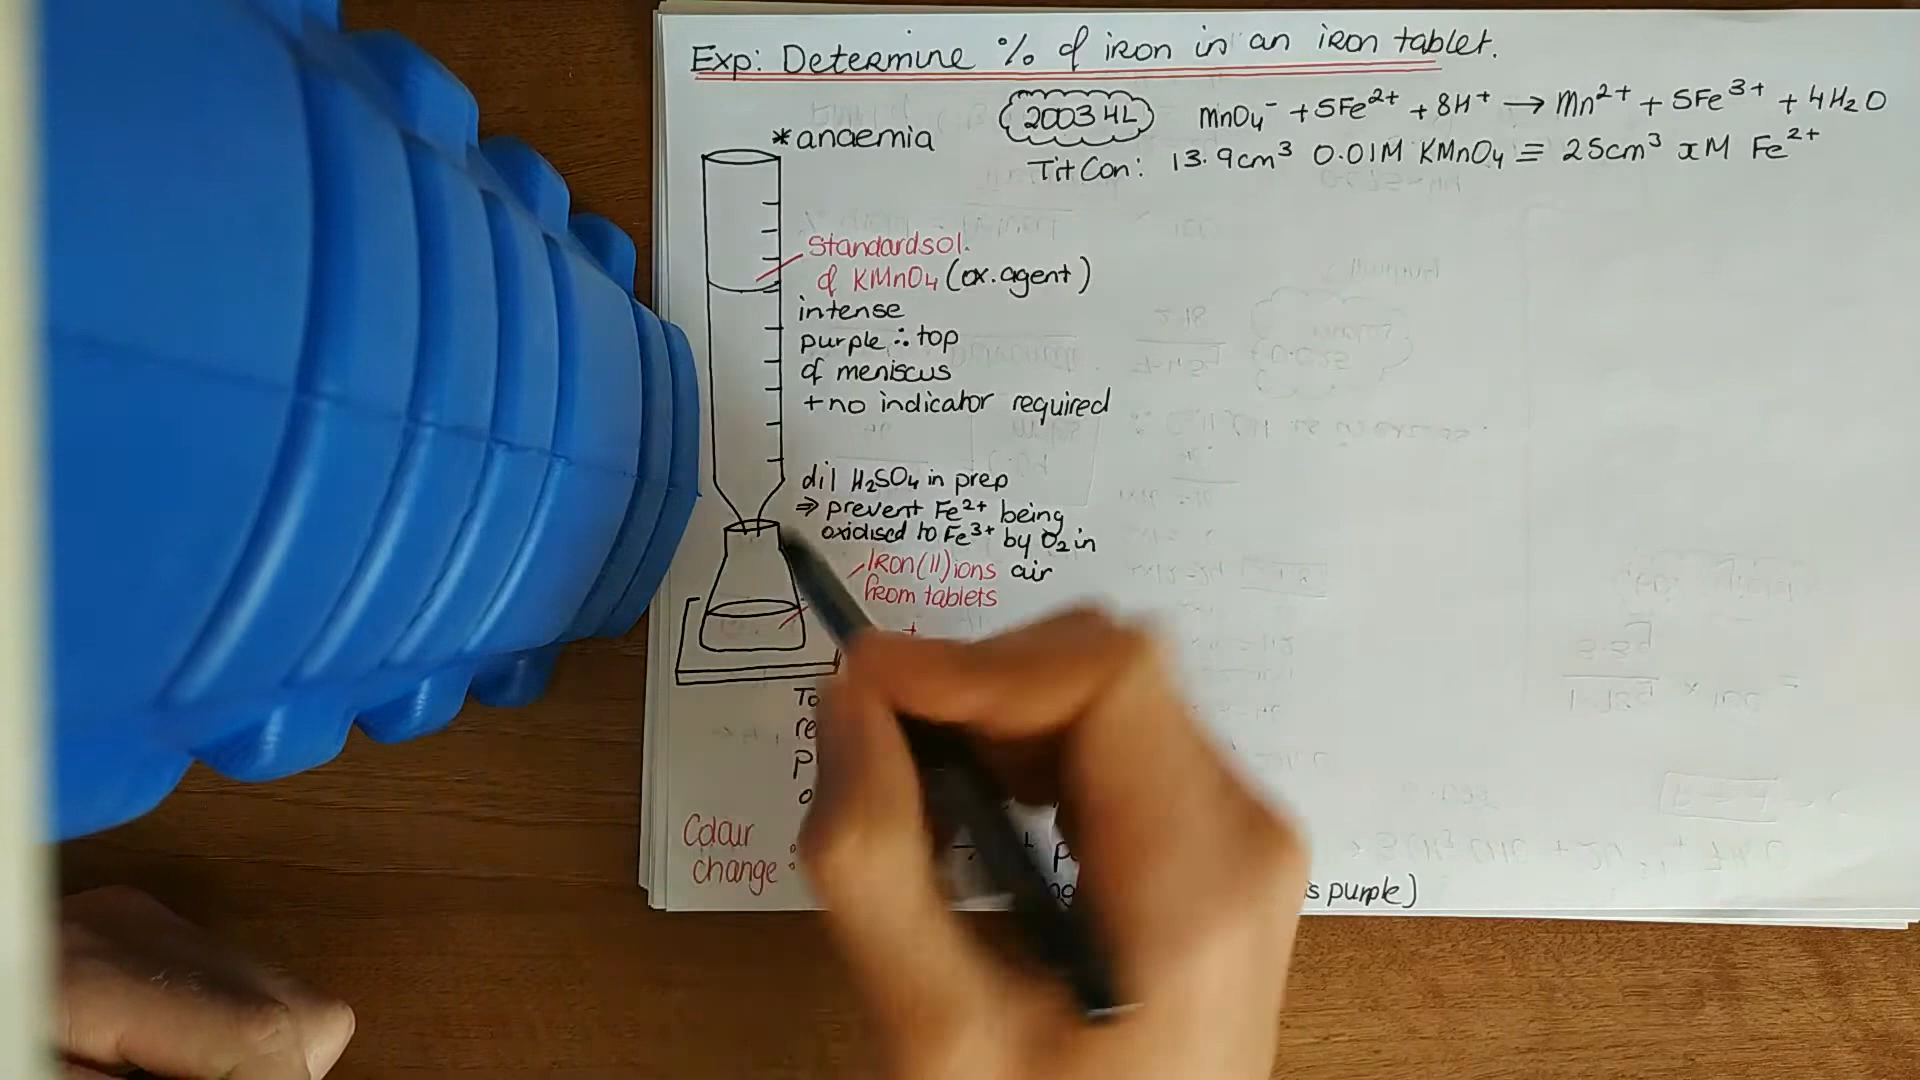 Exp: Determine % of iron in an iron tablet.
2003 HL
MnO₄⁻ + 5Fe²⁺ + 8H⁺ → Mn²⁺ + 5Fe³⁺ + 4H₂O
*anaemia
Tit Con: 13.9cm³ 0.01M KMnO₄ ≡ 25cm³ xM Fe²⁺
Standard sol.
of KMnO₄ (ox. agent)
intense
purple ∴ top
of meniscus
+ no indicator required
dil H₂SO₄ in prep
⇒ prevent Fe²⁺ being
oxidised to Fe³⁺ by O₂ in
air
Iron(II) ions
from tablets
+
Colour
change :
s purple)